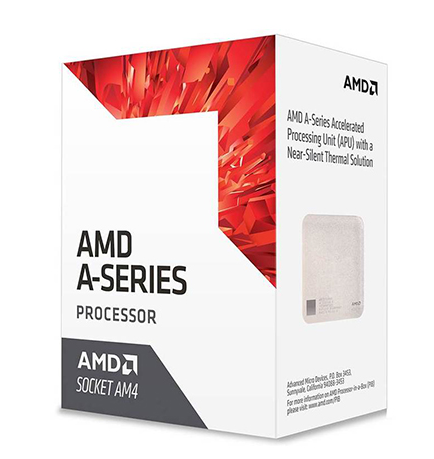 AMD
A-SERIES
PROCESSOR
AMD
SOCKET AM4
AMD
AMD A-Series Accelerated
Processing Unit (APU) with a
Near-Silent Thermal Solution
Advanced Micro Devices, P.O. Box 3453,
Sunnyvale, California 94088-3453
For more information on AMD Processor-in-a-Box (PIB)
please visit: www.amd.com/PIB